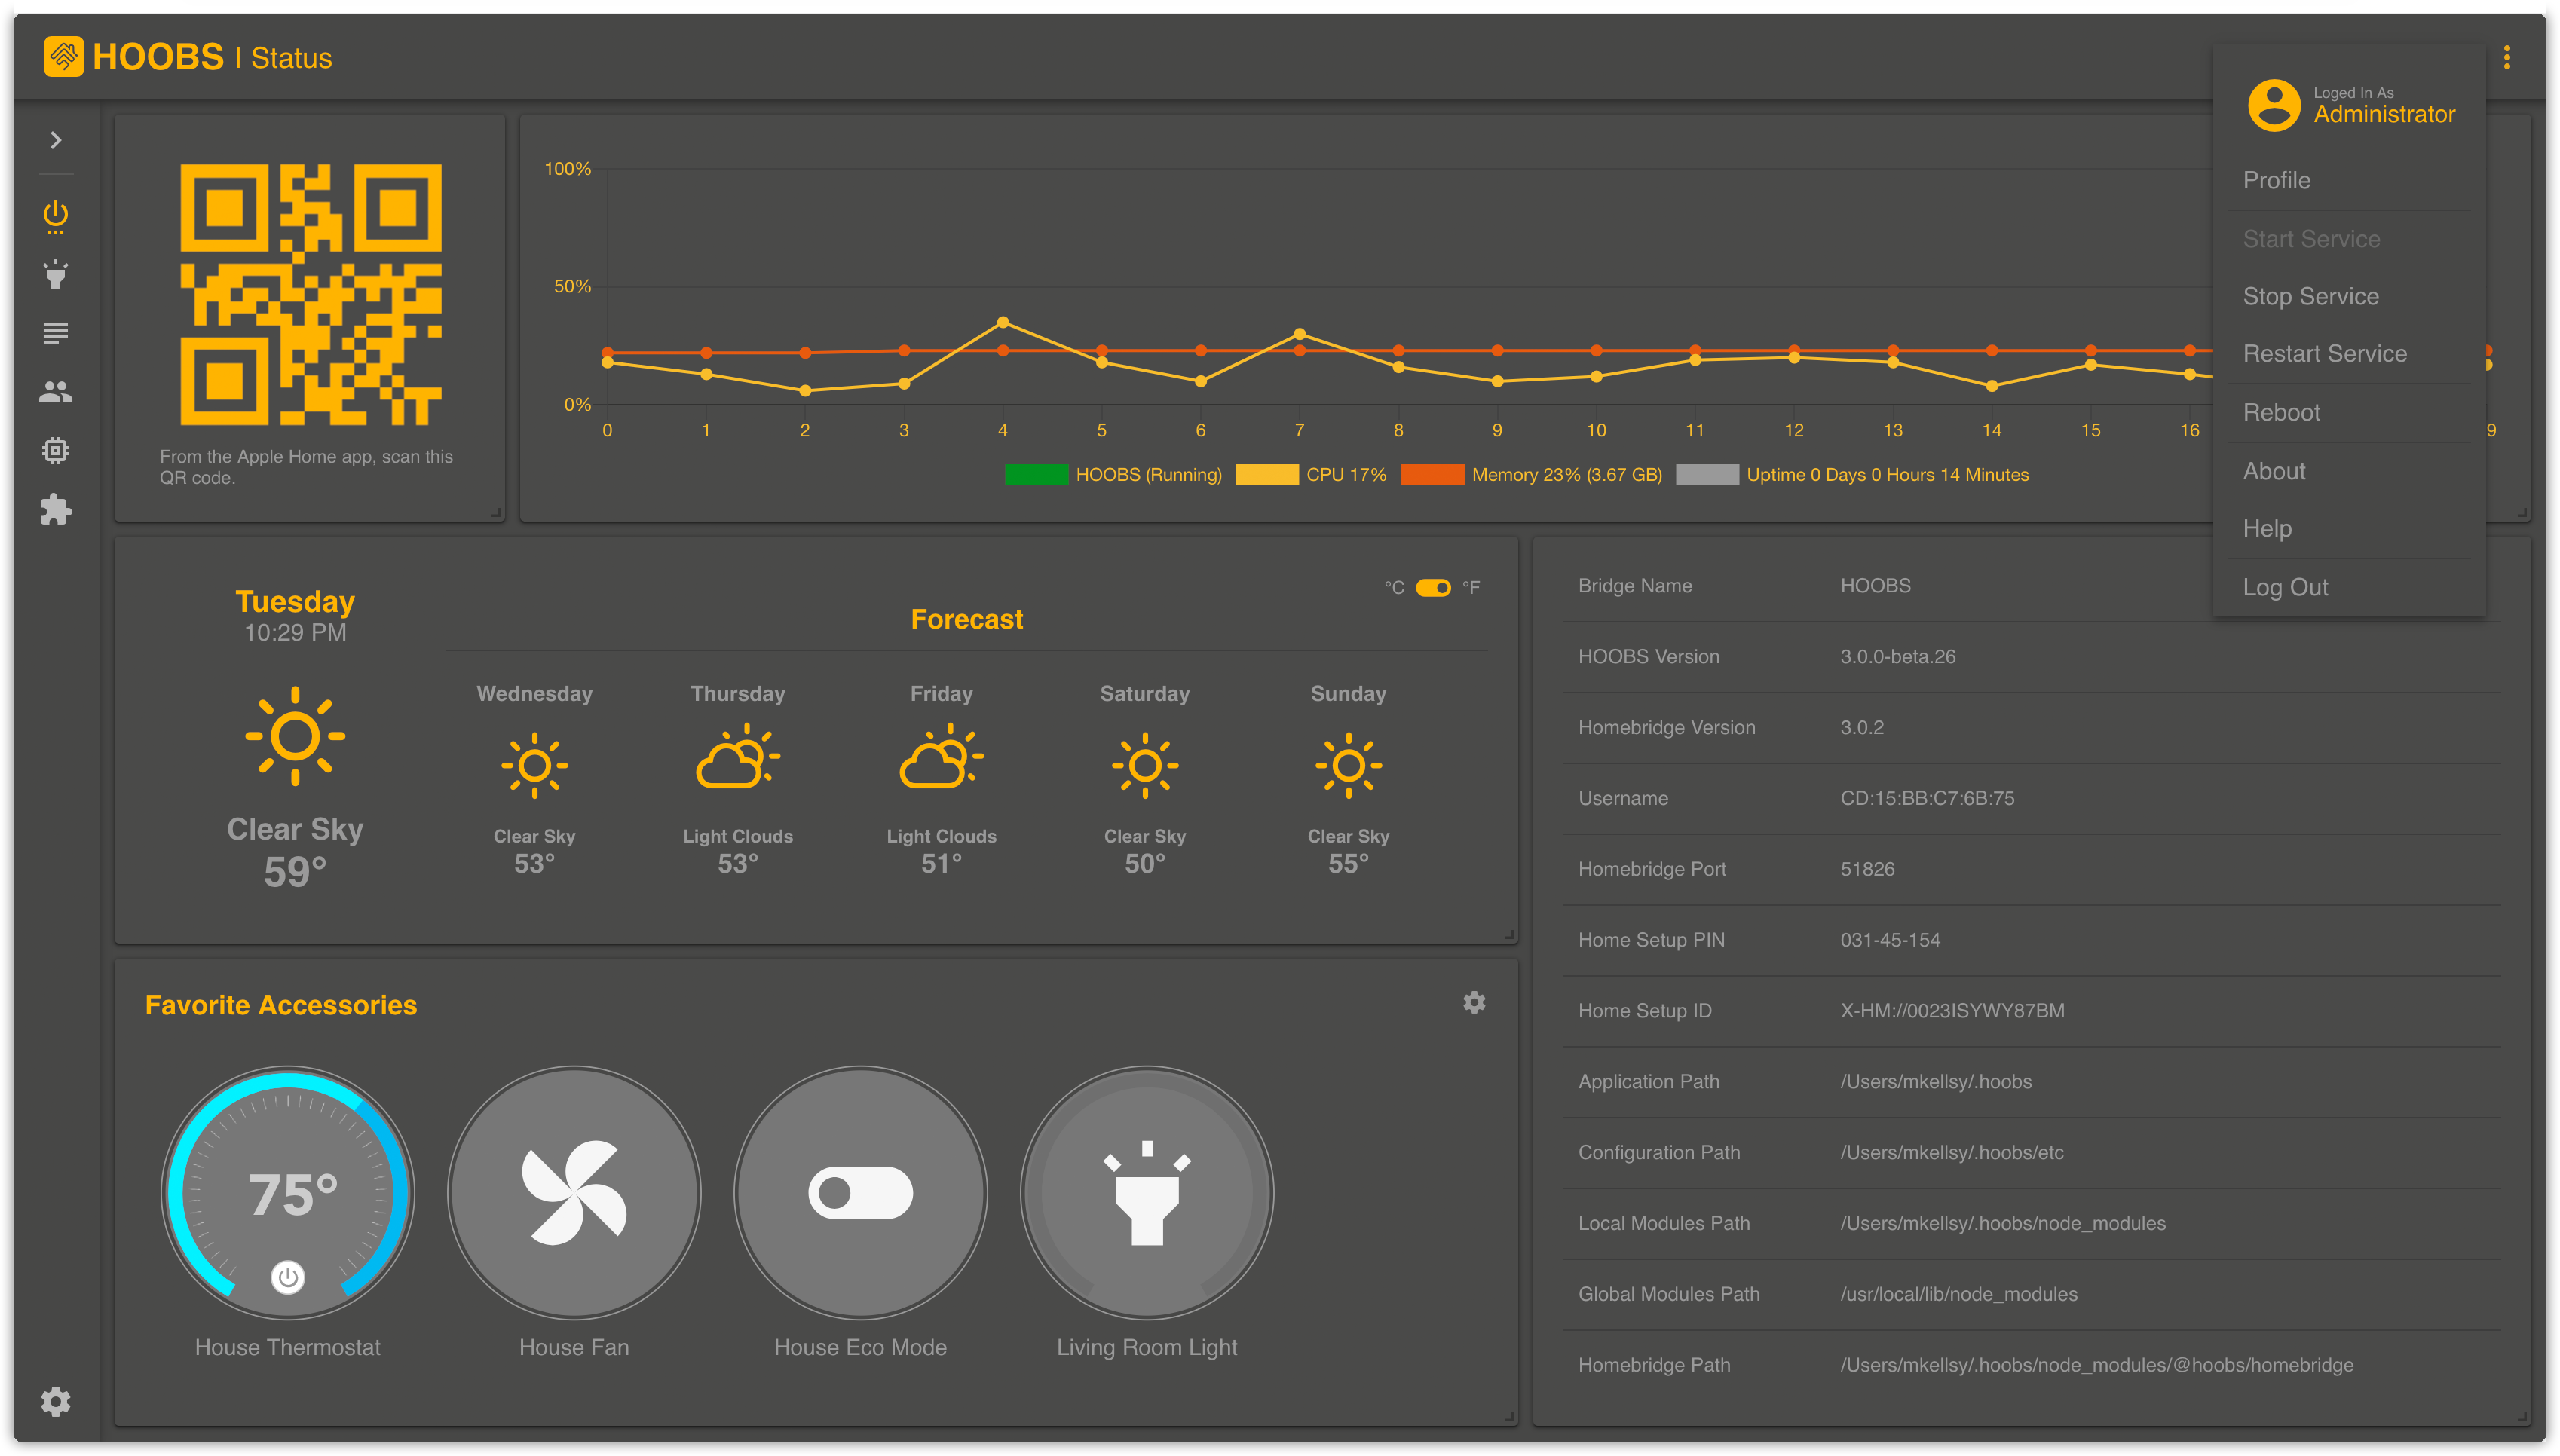 HOOBS | Status
Loged In As
Administrator
Profile
Start Service
Stop Service
Restart Service
Reboot
About
Help
Log Out
From the Apple Home app, scan this
QR code.
100%
50%
0%
0 1 2 3 4 5 6 7 8 9 10 11 12 13 14 15 16 9
HOOBS (Running) CPU 17% Memory 23% (3.67 GB) Uptime 0 Days 0 Hours 14 Minutes
Tuesday
10:29 PM
Clear Sky
59°
°C °F
Forecast
Wednesday Thursday Friday Saturday Sunday
Clear Sky Light Clouds Light Clouds Clear Sky Clear Sky
53° 53° 51° 50° 55°
Favorite Accessories
75°
House Thermostat House Fan House Eco Mode Living Room Light
Bridge Name HOOBS
HOOBS Version 3.0.0-beta.26
Homebridge Version 3.0.2
Username CD:15:BB:C7:6B:75
Homebridge Port 51826
Home Setup PIN 031-45-154
Home Setup ID X-HM://0023ISYWY87BM
Application Path /Users/mkellsy/.hoobs
Configuration Path /Users/mkellsy/.hoobs/etc
Local Modules Path /Users/mkellsy/.hoobs/node_modules
Global Modules Path /usr/local/lib/node_modules
Homebridge Path /Users/mkellsy/.hoobs/node_modules/@hoobs/homebridge